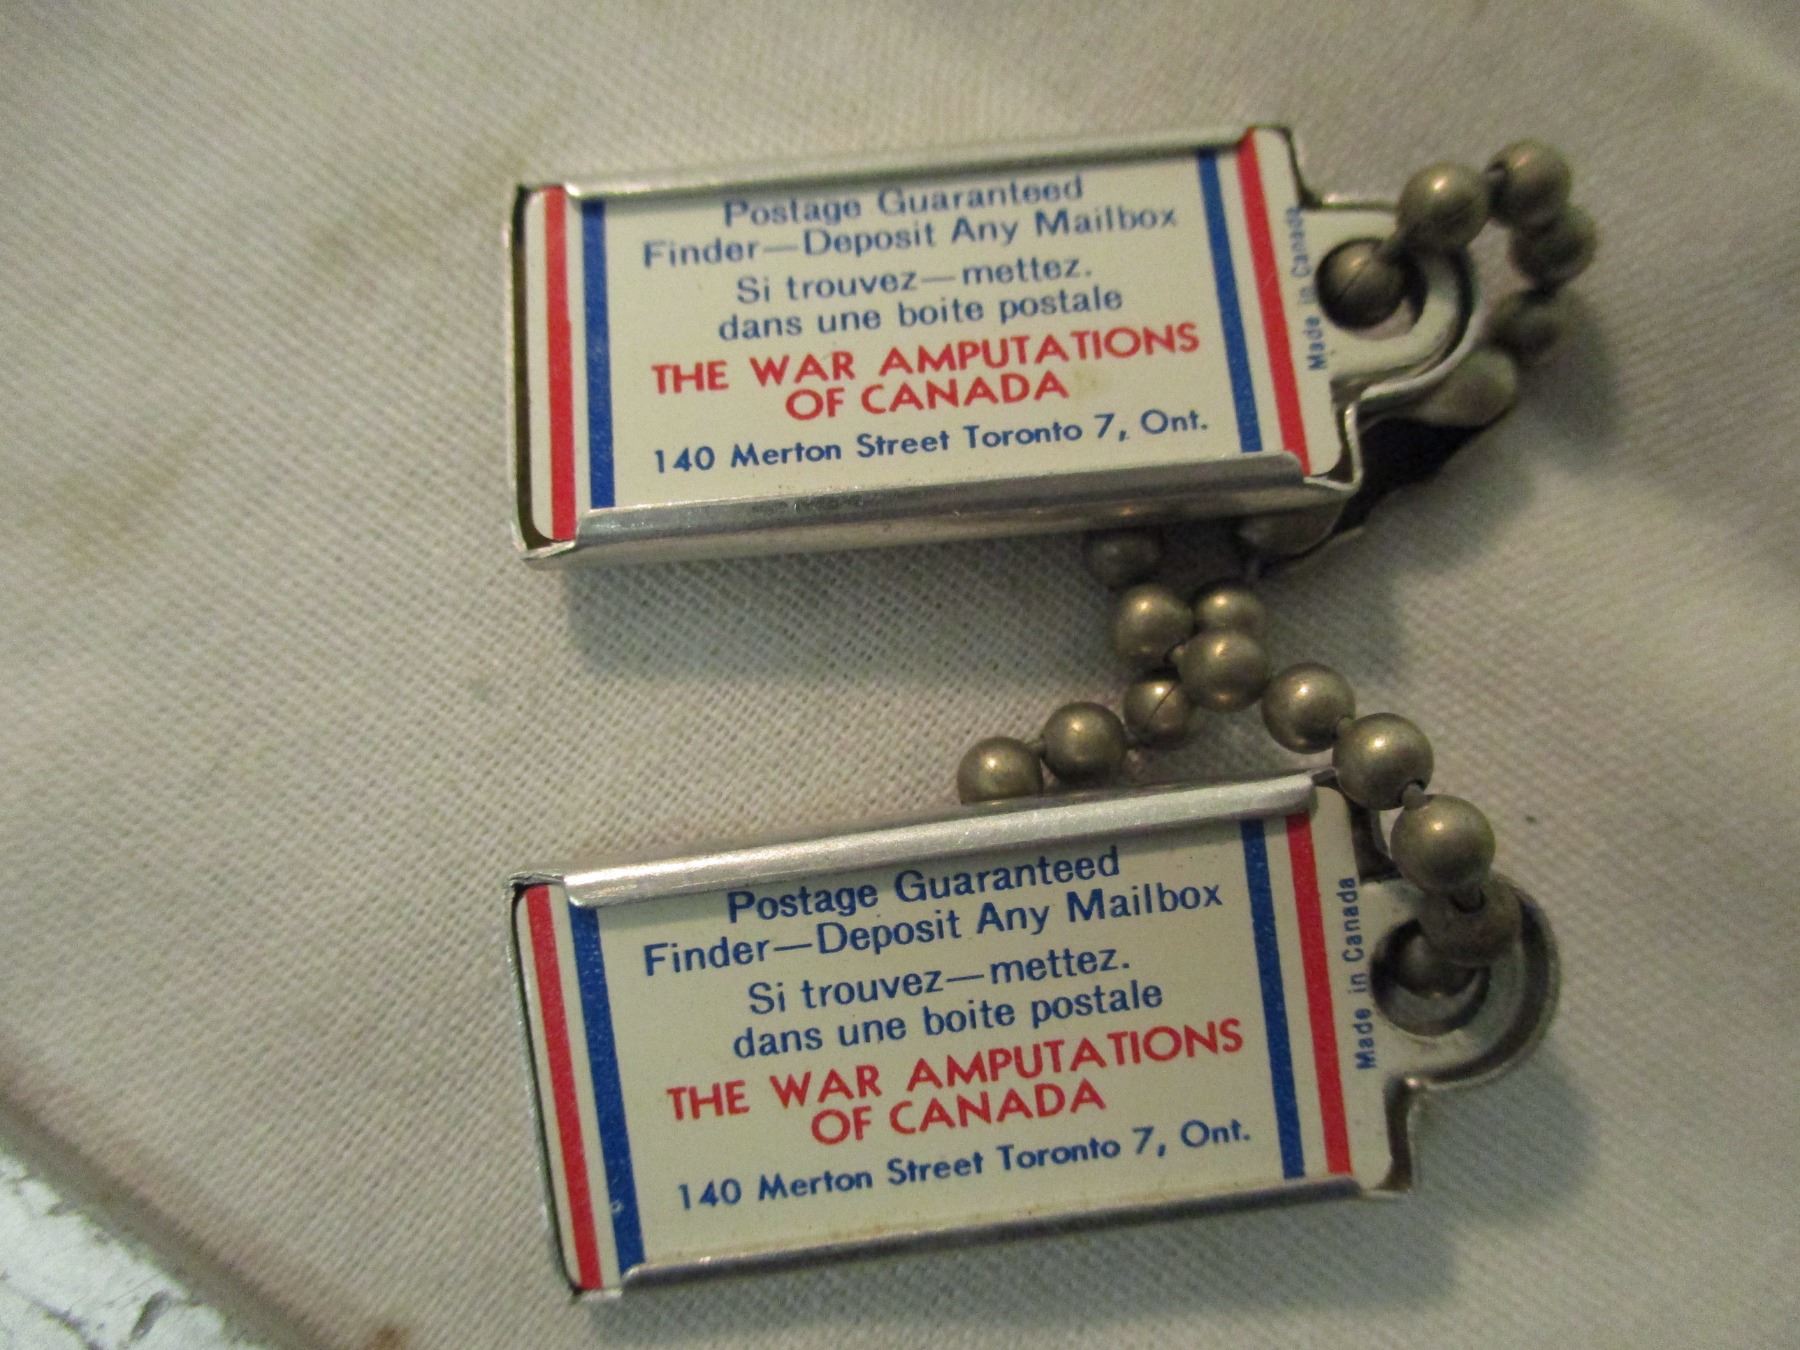 Postage Guaranteed
Finder—Deposit Any Mailbox
Si trouvez—mettez.
dans une boite postale
THE WAR AMPUTATIONS
OF CANADA
140 Merton Street Toronto 7, Ont.
Made in Canada
Postage Guaranteed
Finder—Deposit Any Mailbox
Si trouvez—mettez.
dans une boite postale
THE WAR AMPUTATIONS
OF CANADA
140 Merton Street Toronto 7, Ont.
Made in Canada